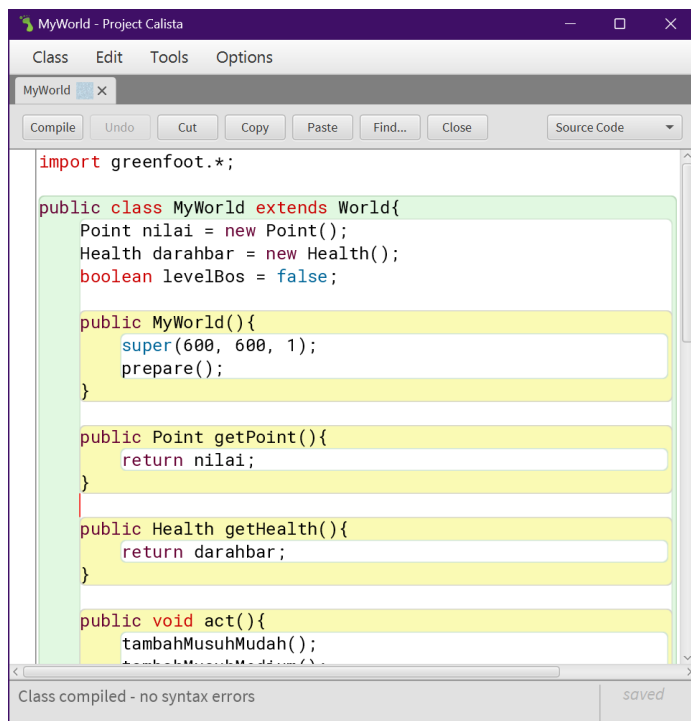 MyWorld - Project Calista
Class Edit Tools Options
MyWorld
Compile Undo Cut Copy Paste Find... Close Source Code
import greenfoot.*;
public class MyWorld extends World{
Point nilai = new Point();
Health darahbar = new Health();
boolean levelBos = false;
public MyWorld(){
super(600, 600, 1);
prepare();
}
public Point getPoint(){
return nilai;
}
public Health getHealth(){
return darahbar;
}
public void act(){
tambahMusuhMudah();
Class compiled - no syntax errors saved